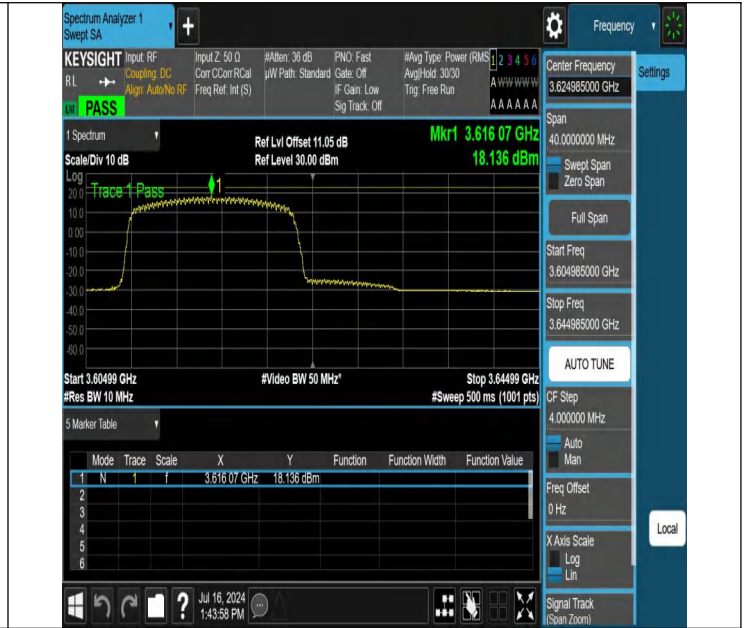 Spectrum Analyzer 1
Swept SA
+
Frequency
KEYSIGHT
RL
PASS
Input: RF
Coupling: DC
Align: Auto/No RF
Input Z: 50 Ω
Corr CCorr RCal
Freq Ref: Int (S)
#Atten: 36 dB
µW Path: Standard
PNO: Fast
Gate: Off
IF Gain: Low
Sig Track: Off
#Avg Type: Power (RMS
Avg|Hold: 30/30
Trig: Free Run
1 2 3 4 5 6
A W W W W W
A A A A A A
1 Spectrum
Scale/Div 10 dB
Ref Lvl Offset 11.05 dB
Ref Level 30.00 dBm
Mkr1 3.616 07 GHz
18.136 dBm
Log
Trace 1 Pass
1
20.0
10.0
0.00
-10.0
-20.0
-30.0
-40.0
-50.0
-60.0
Start 3.60499 GHz
#Res BW 10 MHz
#Video BW 50 MHz*
Stop 3.64499 GHz
#Sweep 500 ms (1001 pts)
5 Marker Table
Mode Trace Scale X Y Function Function Width Function Value
1 N 1 f 3.616 07 GHz 18.136 dBm
2
3
4
5
6
Center Frequency
3.624985000 GHz
Settings
Span
40.0000000 MHz
Swept Span
Zero Span
Full Span
Start Freq
3.604985000 GHz
Stop Freq
3.644985000 GHz
AUTO TUNE
CF Step
4.000000 MHz
Auto
Man
Freq Offset
0 Hz
X Axis Scale
Log
Lin
Signal Track
(Span Zoom)
Local
?
Jul 16, 2024
1:43:58 PM